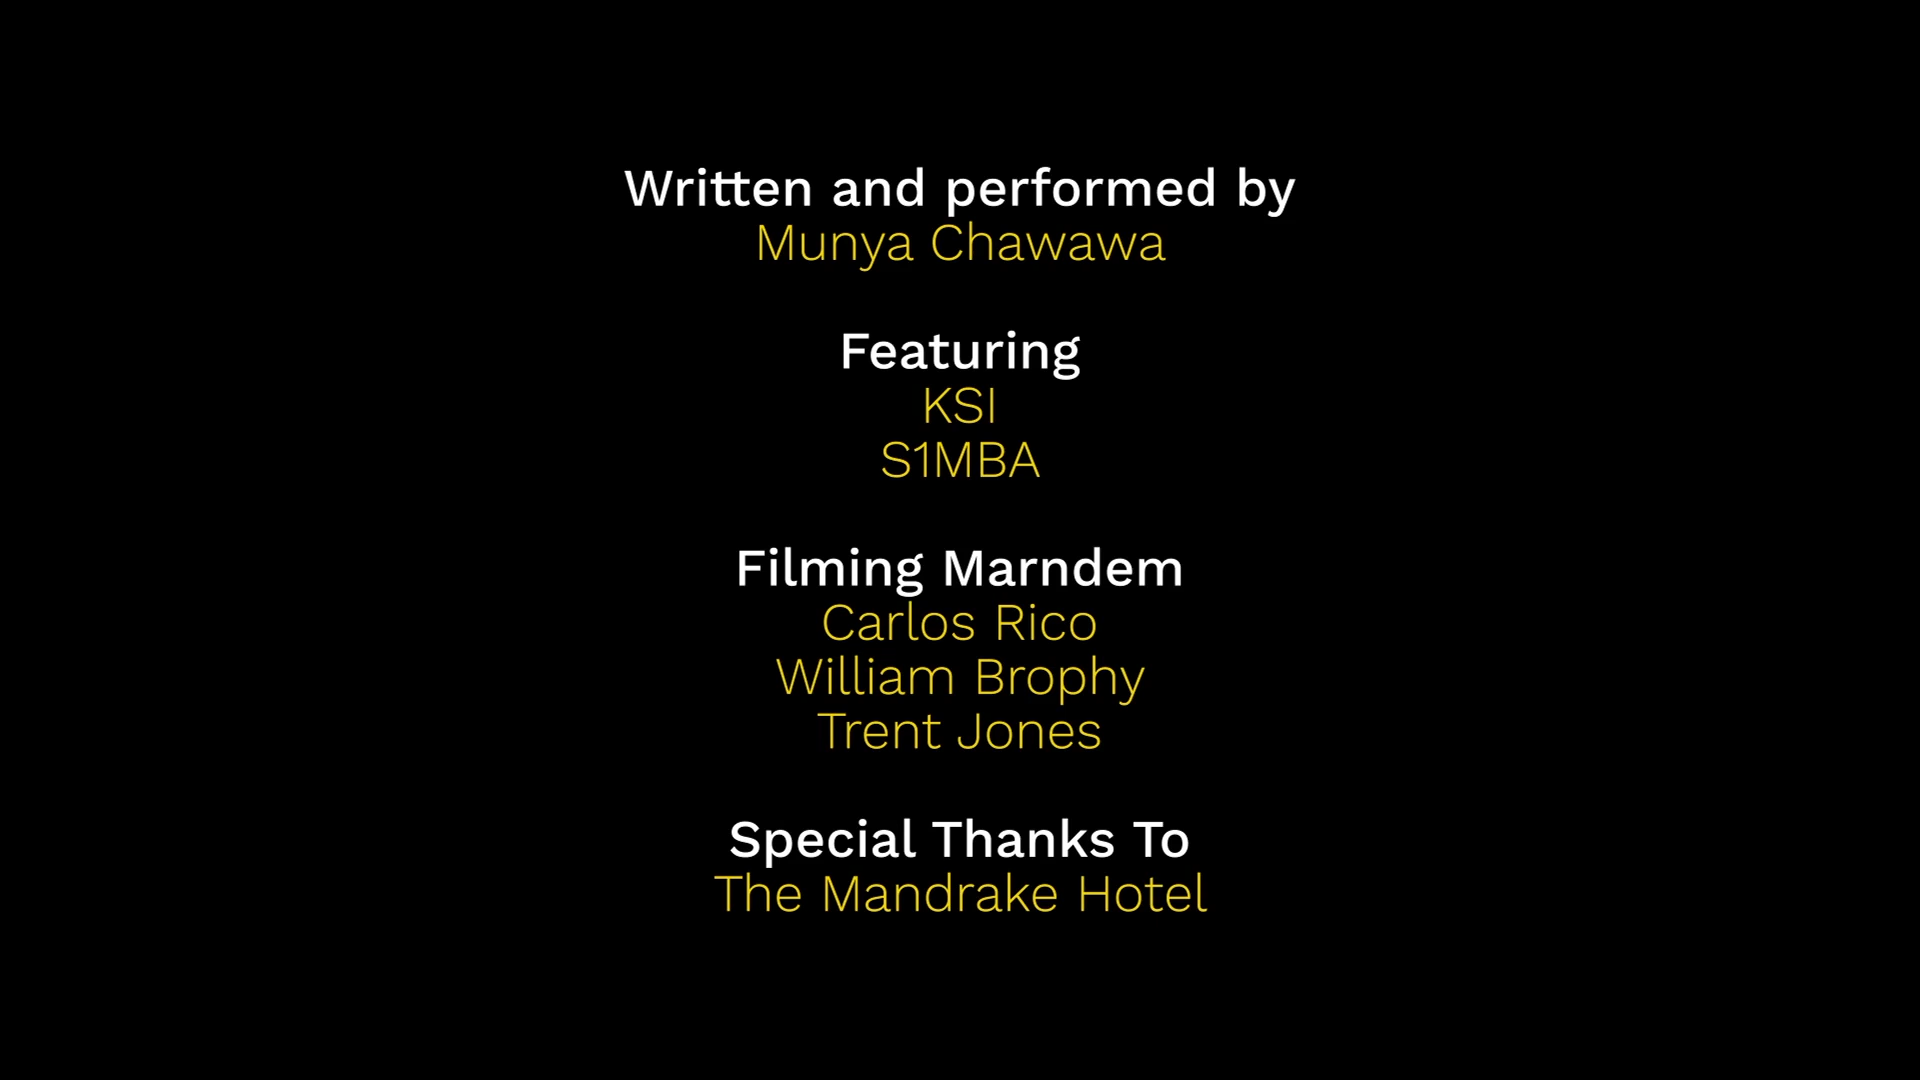 Written and performed by
Munya Chawawa
Featuring
KSI
S1MBA
Filming Marndem
Carlos Rico
William Brophy
Trent Jones
Special Thanks To
The Mandrake Hotel